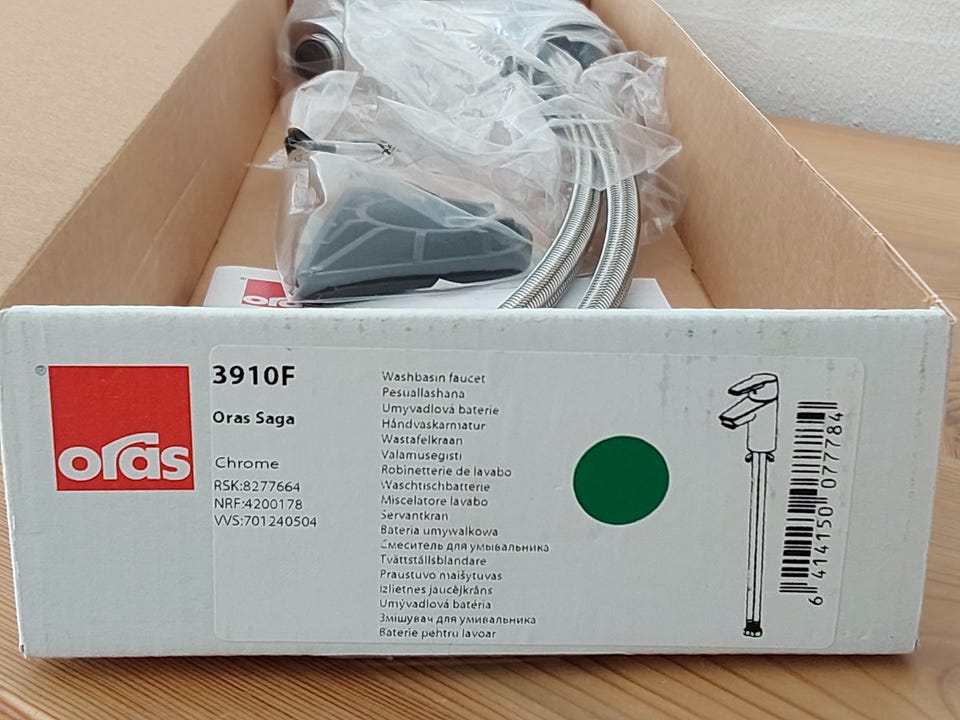 oras
®
oras
3910F
Oras Saga
Chrome
RSK:8277664
NRF:4200178
VVS:701240504
Washbasin faucet
Pesuallashana
Umyvadlová baterie
Håndvaskarmatur
Wastafelkraan
Valamusegisti
Robinetterie de lavabo
Waschtischbatterie
Miscelatore lavabo
Servantkran
Bateria umywalkowa
Смеситель для умывальника
Tvättställsblandare
Praustuvo maišytuvas
Izlietnes jaucējkrāns
Umývadlová batéria
Змішувач для умивальника
Baterie pentru lavoar
6 414150 077784